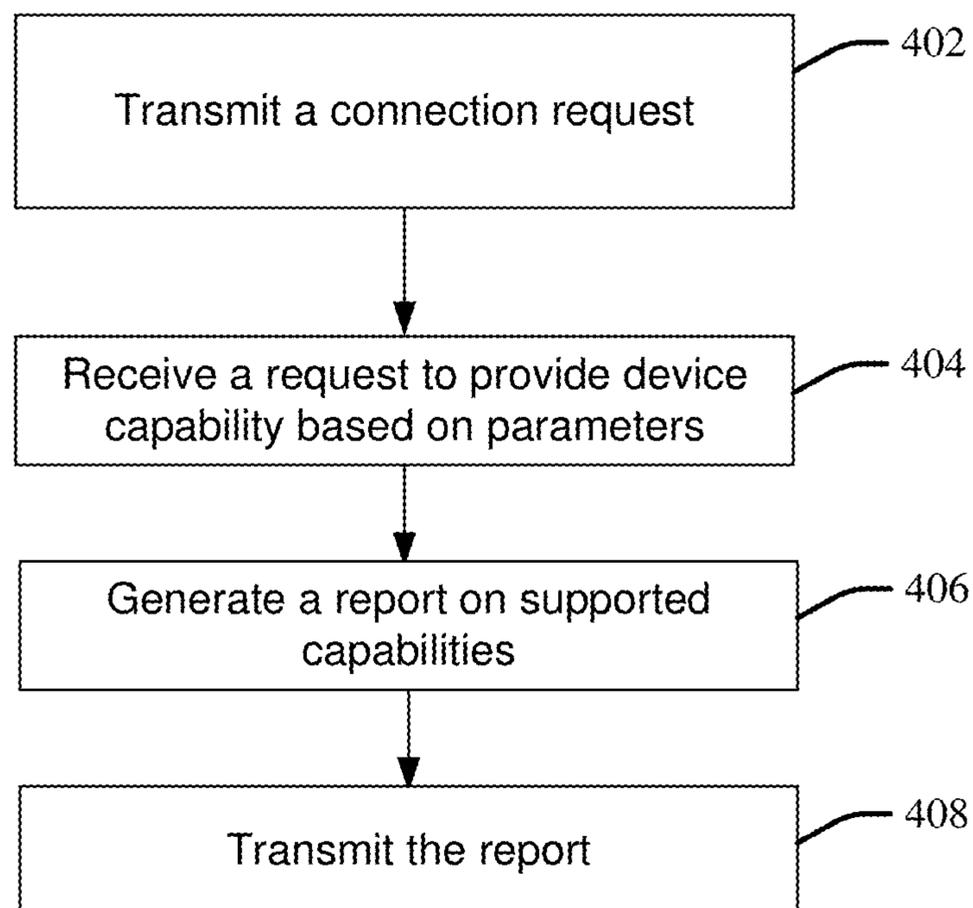 Transmit a connection request
402
Receive a request to provide device
capability based on parameters
404
Generate a report on supported
capabilities
406
Transmit the report
408